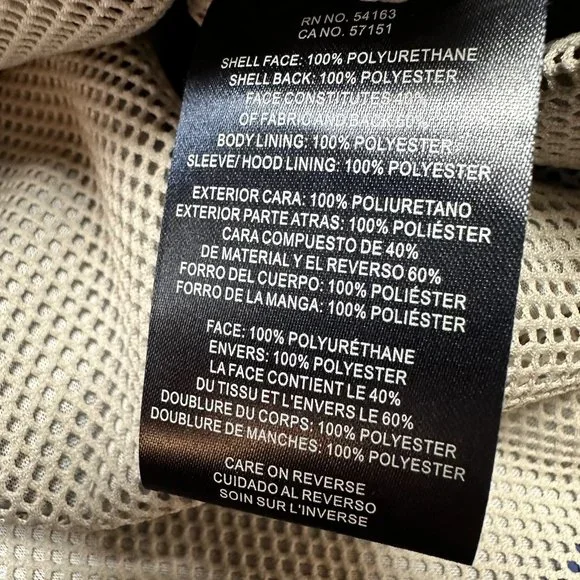 RN NO. 54163
CA NO. 57151
SHELL FACE: 100% POLYURETHANE
SHELL BACK: 100% POLYESTER
FACE CONSTITUTES 40%
OF FABRIC AND BACK 60%
BODY LINING: 100% POLYESTER
SLEEVE/HOOD LINING: 100% POLYESTER
EXTERIOR CARA: 100% POLIURETANO
EXTERIOR PARTE ATRAS: 100% POLIÉSTER
CARA COMPUESTO DE 40%
DE MATERIAL Y EL REVERSO 60%
FORRO DEL CUERPO: 100% POLIÉSTER
FORRO DE LA MANGA: 100% POLIÉSTER
FACE: 100% POLYURÉTHANE
ENVERS: 100% POLYESTER
LA FACE CONTIENT LE 40%
DU TISSU ET L'ENVERS LE 60%
DOUBLURE DU CORPS: 100% POLYESTER
DOUBLURE DE MANCHES: 100% POLYESTER
CARE ON REVERSE
CUIDADO AL REVERSO
SOIN SUR L'INVERSE